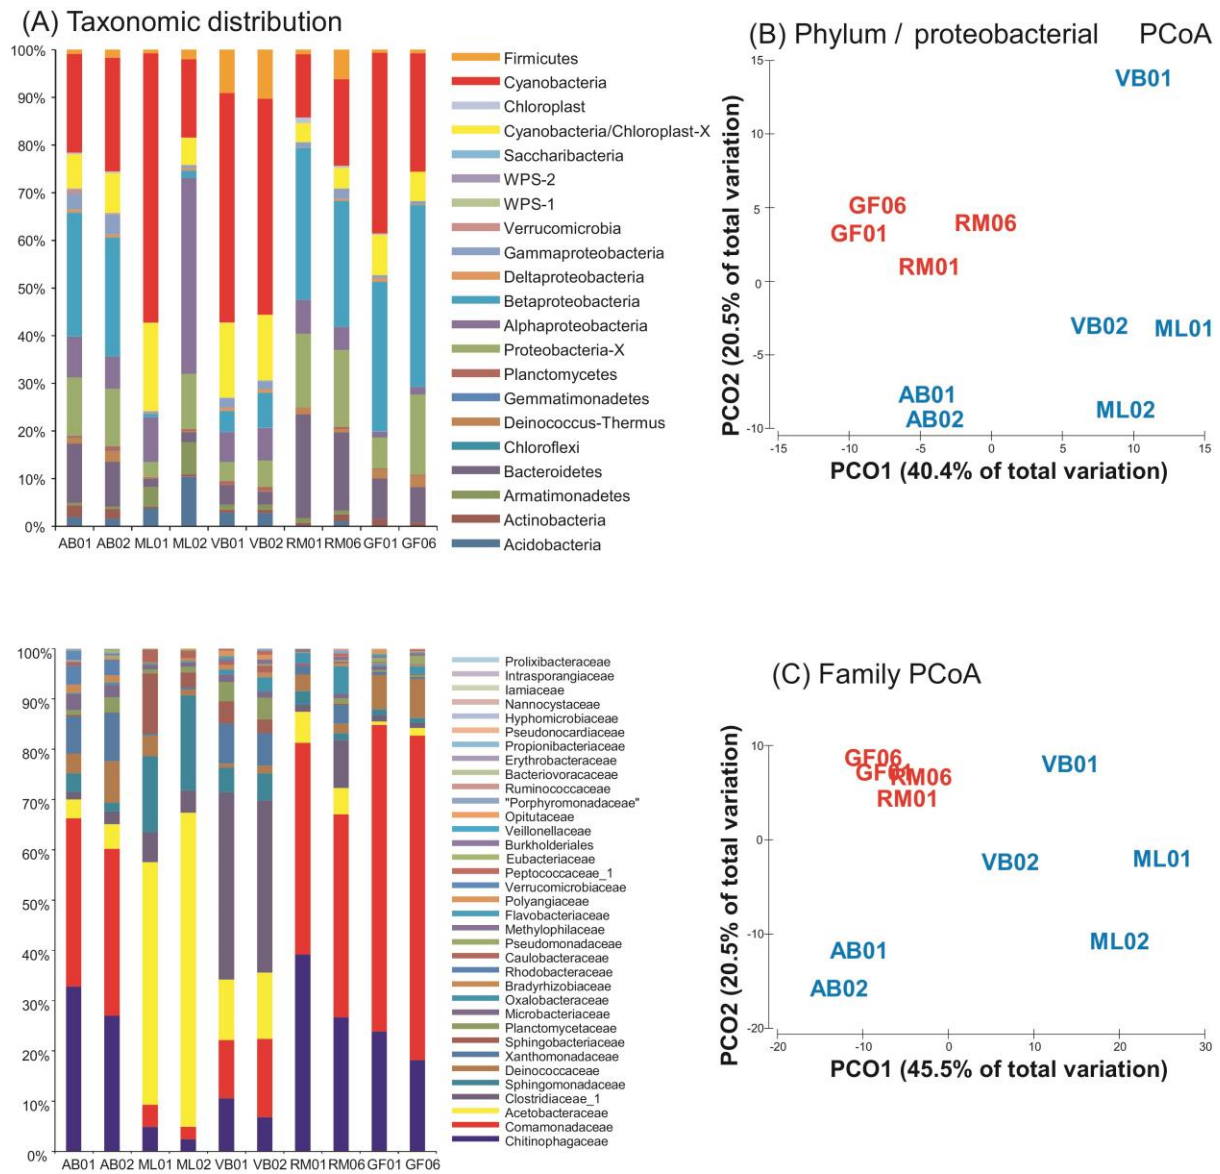 (A) Taxonomic distribution
100%
90%
80%
70%
60%
50%
40%
30%
20%
10%
0%
AB01 AB02 ML01 ML02 VB01 VB02 RM01 RM06 GF01 GF06
Firmicutes
Cyanobacteria
Chloroplast
Cyanobacteria/Chloroplast-X
Saccharibacteria
WPS-2
WPS-1
Verrucomicrobia
Gammaproteobacteria
Deltaproteobacteria
Betaproteobacteria
Alphaproteobacteria
Proteobacteria-X
Planctomycetes
Gemmatimonadetes
Deinococcus-Thermus
Chloroflexi
Bacteroidetes
Armatimonadetes
Actinobacteria
Acidobacteria
(B) Phylum / proteobacterial PCoA
PCO2 (20.5% of total variation)
15
10
5
0
-5
-10
VB01
GF06
GF01
RM06
RM01
VB02
ML01
AB01
AB02
ML02
-15 -10 -5 0 5 10 15
PCO1 (40.4% of total variation)
100%
90%
80%
70%
60%
50%
40%
30%
20%
10%
0%
AB01 AB02 ML01 ML02 VB01 VB02 RM01 RM06 GF01 GF06
Prolixibacteraceae
Intrasporangiaceae
Iamiaceae
Nannocystaceae
Hyphomicrobiaceae
Pseudonocardiaceae
Propionibacteriaceae
Erythrobacteraceae
Bacteriovoracaceae
Ruminococcaceae
"Porphyromonadaceae"
Opitutaceae
Veillonellaceae
Burkholderiales
Eubacteriaceae
Peptococcaceae_1
Verrucomicrobiaceae
Polyangiaceae
Flavobacteriaceae
Methylophilaceae
Pseudomonadaceae
Caulobacteraceae
Rhodobacteraceae
Bradyrhizobiaceae
Oxalobacteraceae
Microbacteriaceae
Planctomycetaceae
Sphingobacteriaceae
Xanthomonadaceae
Deinococcaceae
Sphingomonadaceae
Clostridiaceae_1
Acetobacteraceae
Comamonadaceae
Chitinophagaceae
(C) Family PCoA
PCO2 (20.5% of total variation)
10
0
-10
-20
GF06
GF01
RM06
RM01
VB01
VB02
ML01
ML02
AB01
AB02
-20 -10 0 10 20 30
PCO1 (45.5% of total variation)